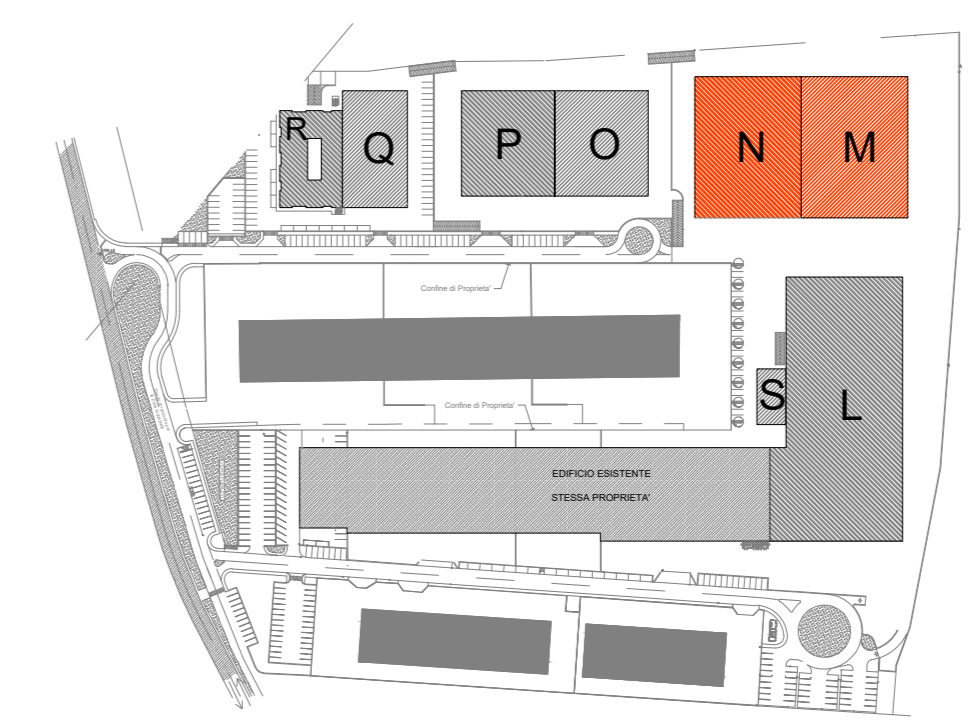 R
Q
P
O
N
M
Confine di Proprieta'
S
L
Confine di Proprieta'
EDIFICIO ESISTENTE
STESSA PROPRIETA'